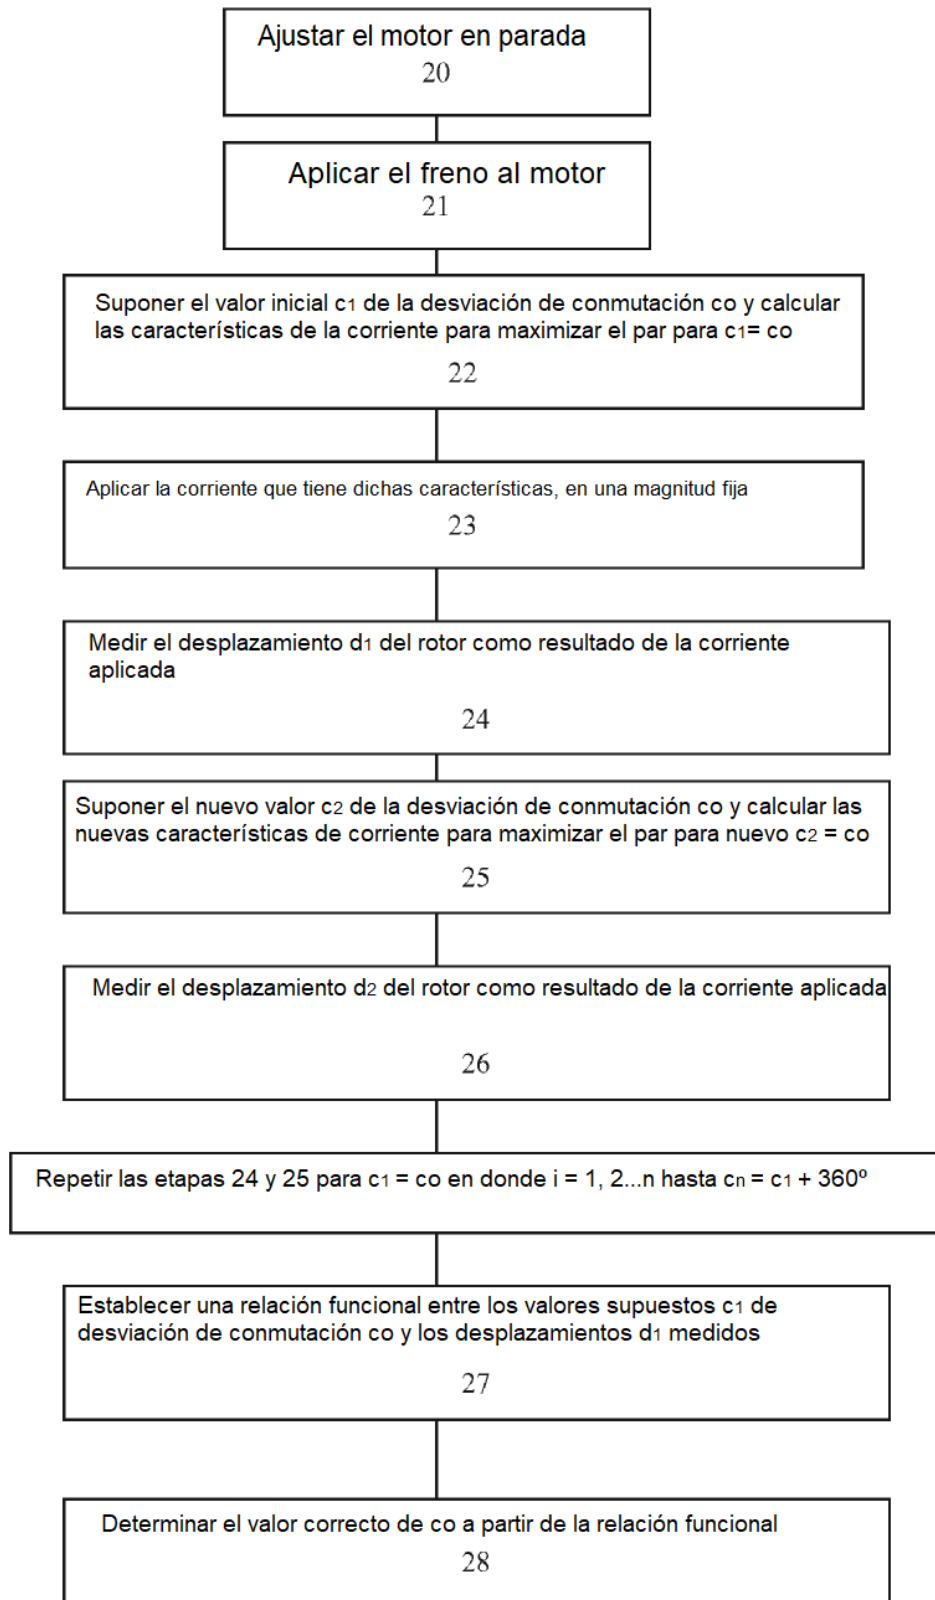 Ajustar el motor en parada
20
Aplicar el freno al motor
21
Suponer el valor inicial c1 de la desviación de conmutación co y calcular
las características de la corriente para maximizar el par para c1= co
22
Aplicar la corriente que tiene dichas características, en una magnitud fija
23
Medir el desplazamiento d1 del rotor como resultado de la corriente
aplicada
24
Suponer el nuevo valor c2 de la desviación de conmutación co y calcular las
nuevas características de corriente para maximizar el par para nuevo c2 = co
25
Medir el desplazamiento d2 del rotor como resultado de la corriente aplicada
26
Repetir las etapas 24 y 25 para c1 = co en donde i = 1, 2...n hasta cn = c1 + 360º
Establecer una relación funcional entre los valores supuestos c1 de
desviación de conmutación co y los desplazamientos d1 medidos
27
Determinar el valor correcto de co a partir de la relación funcional
28